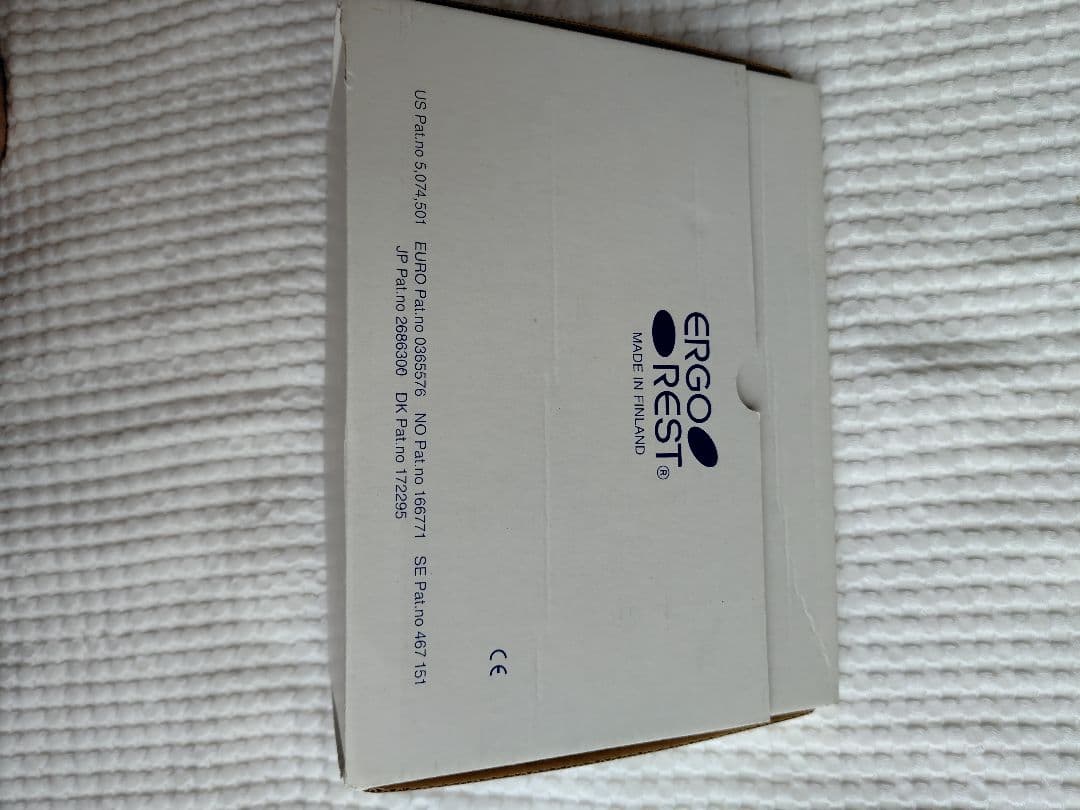 ERGO
REST®
MADE IN FINLAND
CE
US Pat.no 5,074,501 EURO Pat.no 0365576 NO Pat.no 166771 SE Pat.no 467 151
JP Pat.no 2686300 DK Pat.no 172295